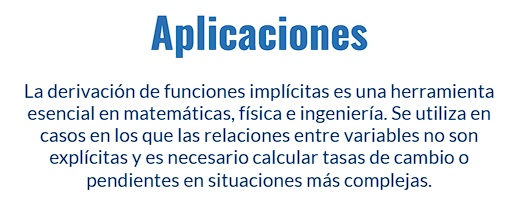 Aplicaciones
La derivación de funciones implícitas es una herramienta
esencial en matemáticas, física e ingeniería. Se utiliza en
casos en los que las relaciones entre variables no son
explícitas y es necesario calcular tasas de cambio o
pendientes en situaciones más complejas.